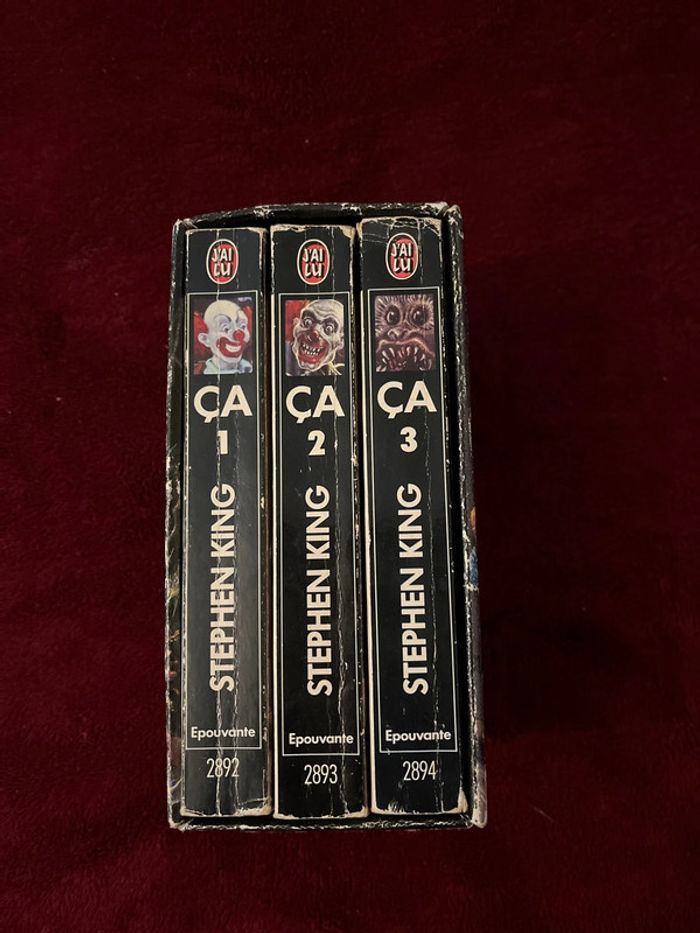 J'AI
LU
ÇA
1
STEPHEN KING
Epouvante
2892
J'AI
LU
ÇA
2
STEPHEN KING
Epouvante
2893
J'AI
LU
ÇA
3
STEPHEN KING
Epouvante
2894